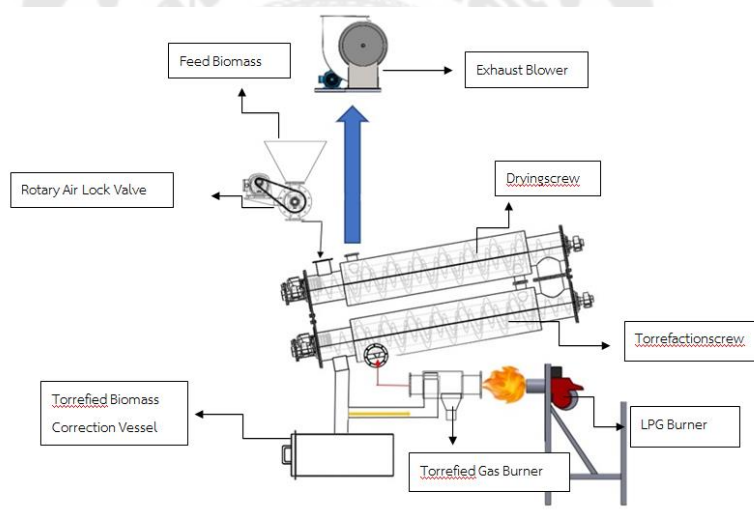 Feed Biomass
Exhaust Blower
Rotary Air Lock Valve
Dryingscrew
Torrefactionscrew
Torrefied Biomass
Correction Vessel
LPG Burner
Torrefied Gas Burner